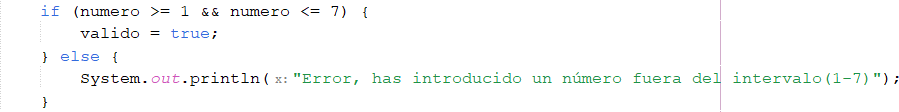 if (numero >= 1 && numero <= 7) {
    valido = true;
} else {
    System.out.println(x:"Error, has introducido un número fuera del intervalo(1-7)");
}